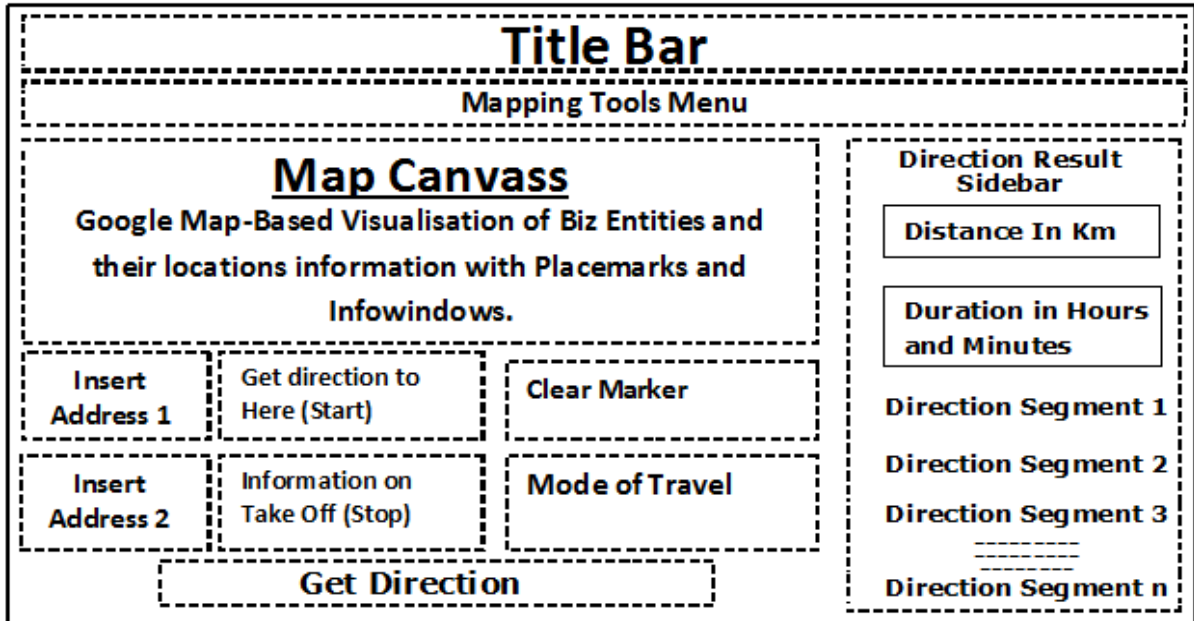 Title Bar
Mapping Tools Menu
Map Canvass
Google Map-Based Visualisation of Biz Entities and
their locations information with Placemarks and
Infowindows.
Insert
Address 1
Get direction to
Here (Start)
Clear Marker
Insert
Address 2
Information on
Take Off (Stop)
Mode of Travel
Get Direction
Direction Result
Sidebar
Distance In Km
Duration in Hours
and Minutes
Direction Segment 1
Direction Segment 2
Direction Segment 3
Direction Segment n